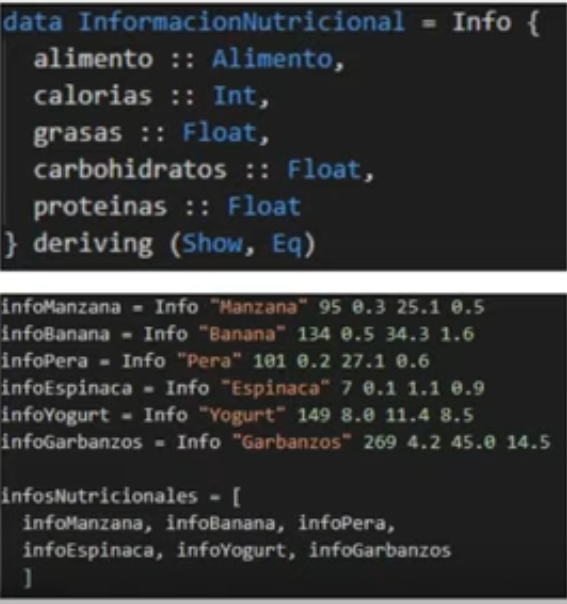 data InformacionNutricional = Info {
alimento :: Alimento,
calorias :: Int,
grasas :: Float,
carbohidratos :: Float,
proteinas :: Float
} deriving (Show, Eq)
infoManzana = Info "Manzana" 95 0.3 25.1 0.5
infoBanana = Info "Banana" 134 0.5 34.3 1.6
infoPera = Info "Pera" 101 0.2 27.1 0.6
infoEspinaca = Info "Espinaca" 7 0.1 1.1 0.9
infoYogurt = Info "Yogurt" 149 8.0 11.4 8.5
infoGarbanzos = Info "Garbanzos" 269 4.2 45.0 14.5
infosNutricionales = [
infoManzana, infoBanana, infoPera,
infoEspinaca, infoYogurt, infoGarbanzos
]